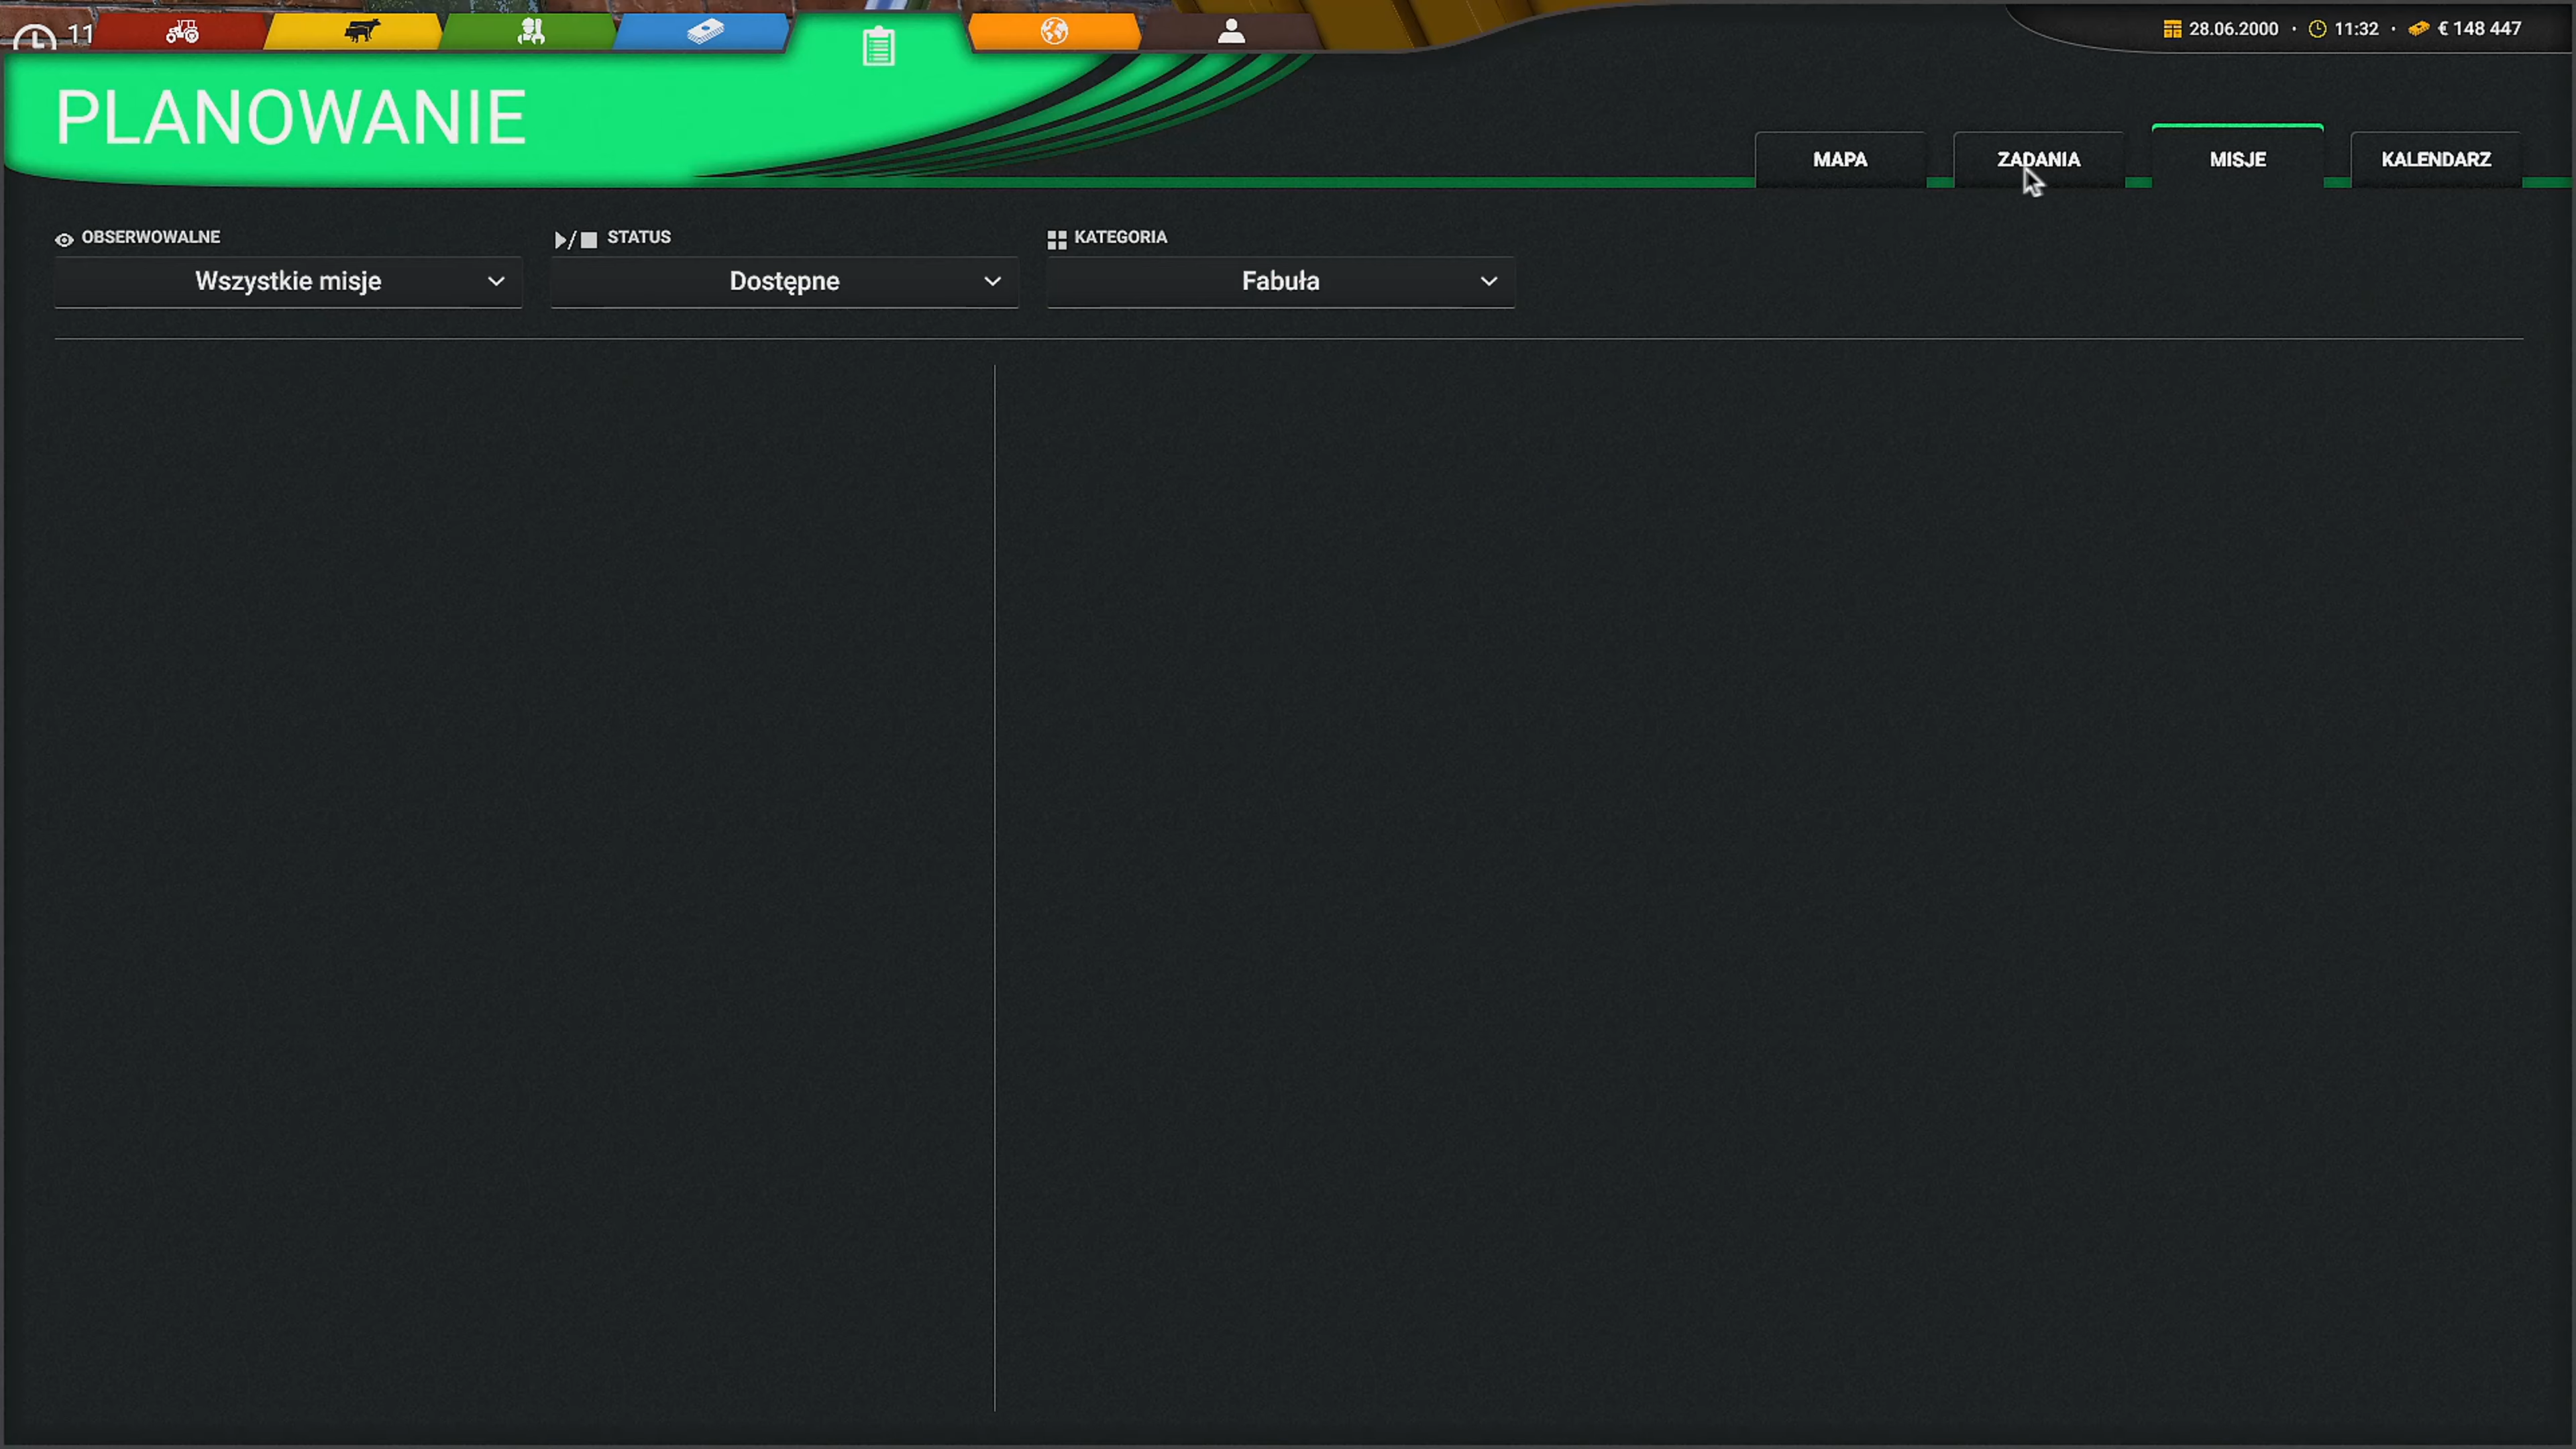 11
28.06.2000 · 11:32 · € 148 447
PLANOWANIE
MAPA ZADANIA MISJE KALENDARZ
OBSERWOWALNE STATUS KATEGORIA
Wszystkie misje Dostępne Fabuła